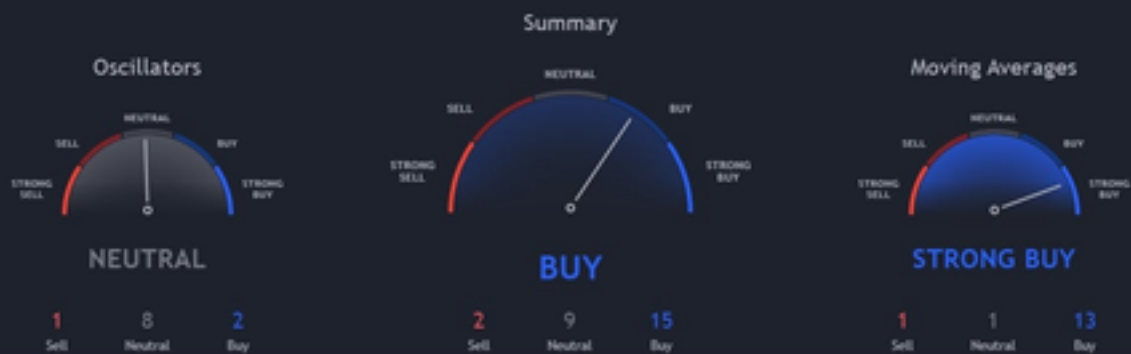 Summary
Oscillators
Moving Averages
NEUTRAL
SELL
BUY
STRONG SELL
STRONG BUY
NEUTRAL
1
8
2
Sell
Neutral
Buy
NEUTRAL
SELL
BUY
STRONG SELL
STRONG BUY
BUY
2
9
15
Sell
Neutral
Buy
NEUTRAL
SELL
BUY
STRONG SELL
STRONG BUY
STRONG BUY
1
1
13
Sell
Neutral
Buy